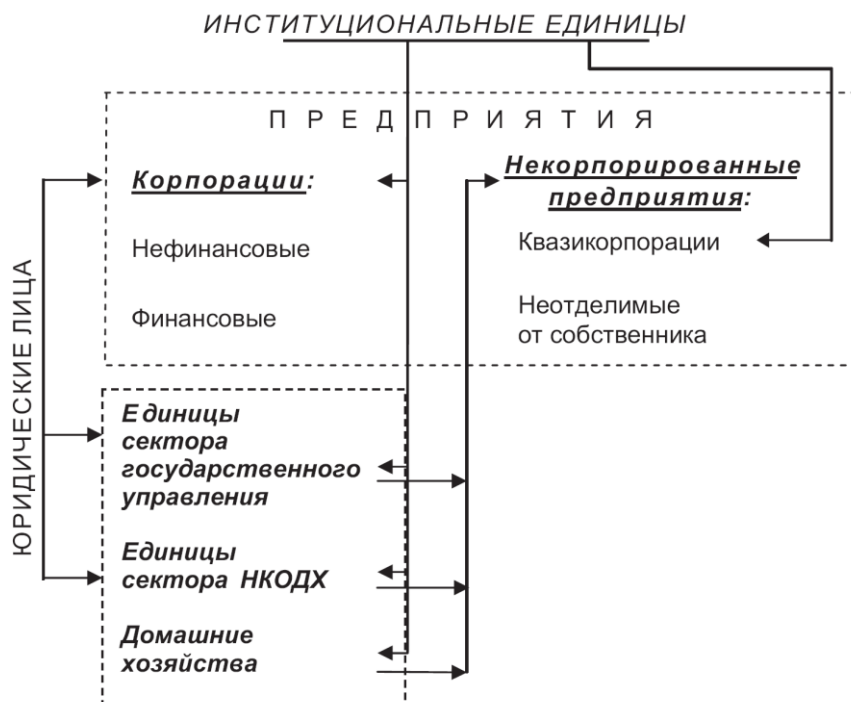 ИНСТИТУЦИОНАЛЬНЫЕ ЕДИНИЦЫ
ПРЕДПРИЯТИЯ
Корпорации:
Нефинансовые
Финансовые
Некорпорированные
предприятия:
Квазикорпорации
Неотделимые
от собственника
ЮРИДИЧЕСКИЕ ЛИЦА
Единицы
сектора
государственного
управления
Единицы
сектора НКОДХ
Домашние
хозяйства